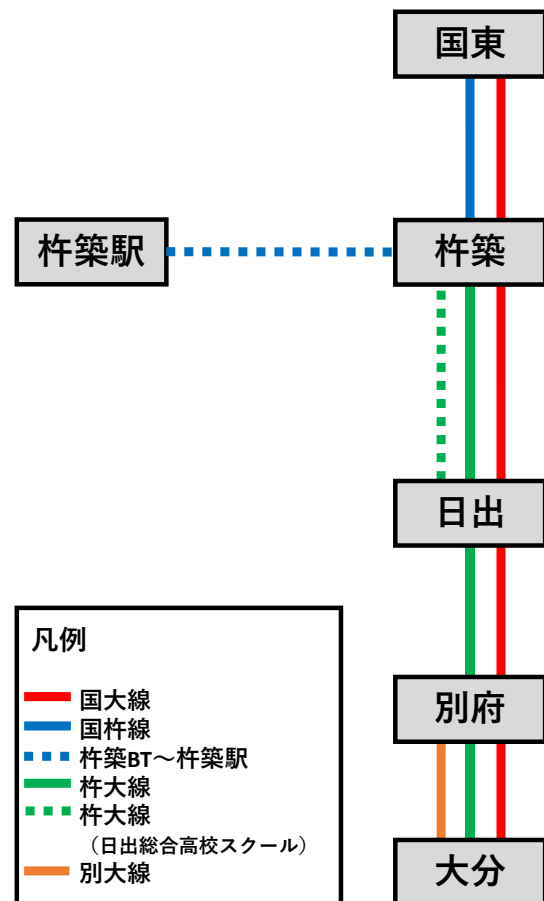 国東
杵築駅
杵築
日出
別府
大分
凡例
国大線
国杵線
杵築BT～杵築駅
杵大線
杵大線
（日出総合高校スクール）
別大線